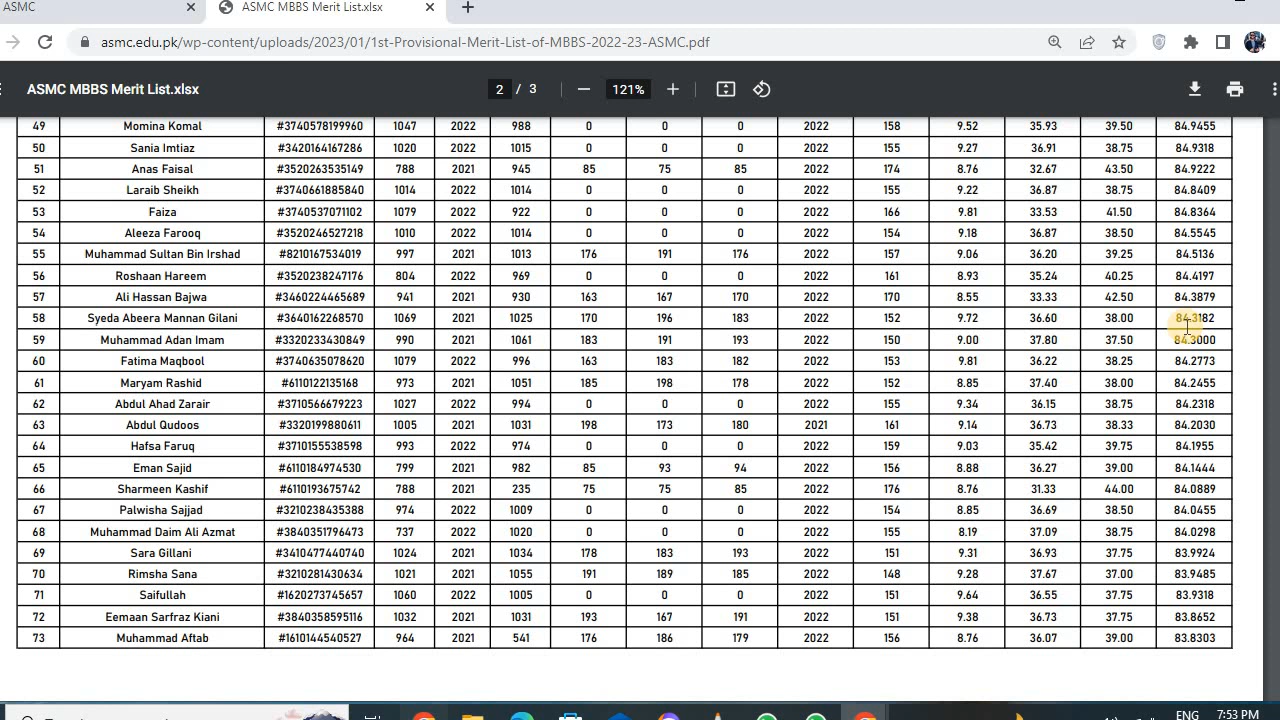 ASMC
ASMC MBBS Merit List.xlsx
asmc.edu.pk/wp-content/uploads/2023/01/1st-Provisional-Merit-List-of-MBBS-2022-23-ASMC.pdf
ASMC MBBS Merit List.xlsx 2 / 3 121%
49 Momina Komal #3740578199960 1047 2022 988 0 0 0 2022 158 9.52 35.93 39.50 84.9455
50 Sania Imtiaz #3420164167286 1020 2022 1015 0 0 0 2022 155 9.27 36.91 38.75 84.9318
51 Anas Faisal #3520263535149 788 2021 945 85 75 85 2022 174 8.76 32.67 43.50 84.9222
52 Laraib Sheikh #3740661885840 1014 2022 1014 0 0 0 2022 155 9.22 36.87 38.75 84.8409
53 Faiza #3740537071102 1079 2022 922 0 0 0 2022 166 9.81 33.53 41.50 84.8364
54 Aleeza Farooq #3520246527218 1010 2022 1014 0 0 0 2022 154 9.18 36.87 38.50 84.5545
55 Muhammad Sultan Bin Irshad #8210167534019 997 2021 1013 176 191 176 2022 157 9.06 36.20 39.25 84.5136
56 Roshaan Hareem #3520238247176 804 2022 969 0 0 0 2022 161 8.93 35.24 40.25 84.4197
57 Ali Hassan Bajwa #3460224465689 941 2021 930 163 167 170 2022 170 8.55 33.33 42.50 84.3879
58 Syeda Abeera Mannan Gilani #3640162268570 1069 2021 1025 170 196 183 2022 152 9.72 36.60 38.00 84.3182
59 Muhammad Adan Imam #3320233430849 990 2021 1061 183 191 193 2022 150 9.00 37.80 37.50 84.3000
60 Fatima Maqbool #3740635078620 1079 2022 996 163 183 182 2022 153 9.81 36.22 38.25 84.2773
61 Maryam Rashid #6110122135168 973 2021 1051 185 198 178 2022 152 8.85 37.40 38.00 84.2455
62 Abdul Ahad Zarair #3710566679223 1027 2022 994 0 0 0 2022 155 9.34 36.15 38.75 84.2318
63 Abdul Qudoos #3320199880611 1005 2021 1031 198 173 180 2021 161 9.14 36.73 38.33 84.2030
64 Hafsa Faruq #3710155538598 993 2022 974 0 0 0 2022 159 9.03 35.42 39.75 84.1955
65 Eman Sajid #6110184974530 799 2021 982 85 93 94 2022 156 8.88 36.27 39.00 84.1444
66 Sharmeen Kashif #6110193675742 788 2021 235 75 75 85 2022 176 8.76 31.33 44.00 84.0889
67 Palwisha Sajjad #3210238435388 974 2022 1009 0 0 0 2022 154 8.85 36.69 38.50 84.0455
68 Muhammad Daim Ali Azmat #3840351796473 737 2022 1020 0 0 0 2022 155 8.19 37.09 38.75 84.0298
69 Sara Gillani #3410477440740 1024 2021 1034 178 183 193 2022 151 9.31 36.93 37.75 83.9924
70 Rimsha Sana #3210281430634 1021 2021 1055 191 189 185 2022 148 9.28 37.67 37.00 83.9485
71 Saifullah #1620273745657 1060 2022 1005 0 0 0 2022 151 9.64 36.55 37.75 83.9318
72 Eemaan Sarfraz Kiani #3840358595116 1032 2021 1031 193 167 191 2022 151 9.38 36.73 37.75 83.8652
73 Muhammad Aftab #1610144540527 964 2021 541 176 186 179 2022 156 8.76 36.07 39.00 83.8303
ENG 7:53 PM